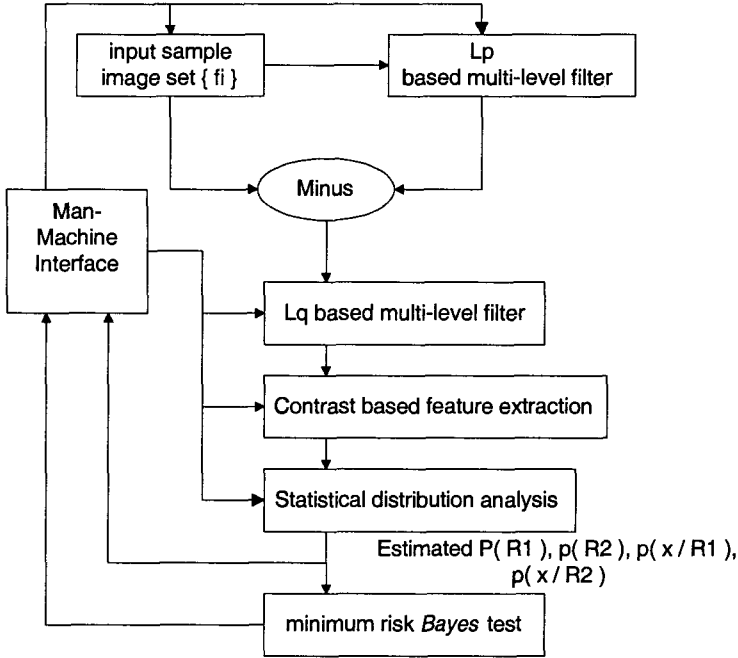 input sample
image set { fi }
Lp
based multi-level filter
Minus
Man-
Machine
Interface
Lq based multi-level filter
Contrast based feature extraction
Statistical distribution analysis
Estimated P( R1 ), p( R2 ), p( x / R1 ),
p( x / R2 )
minimum risk Bayes test